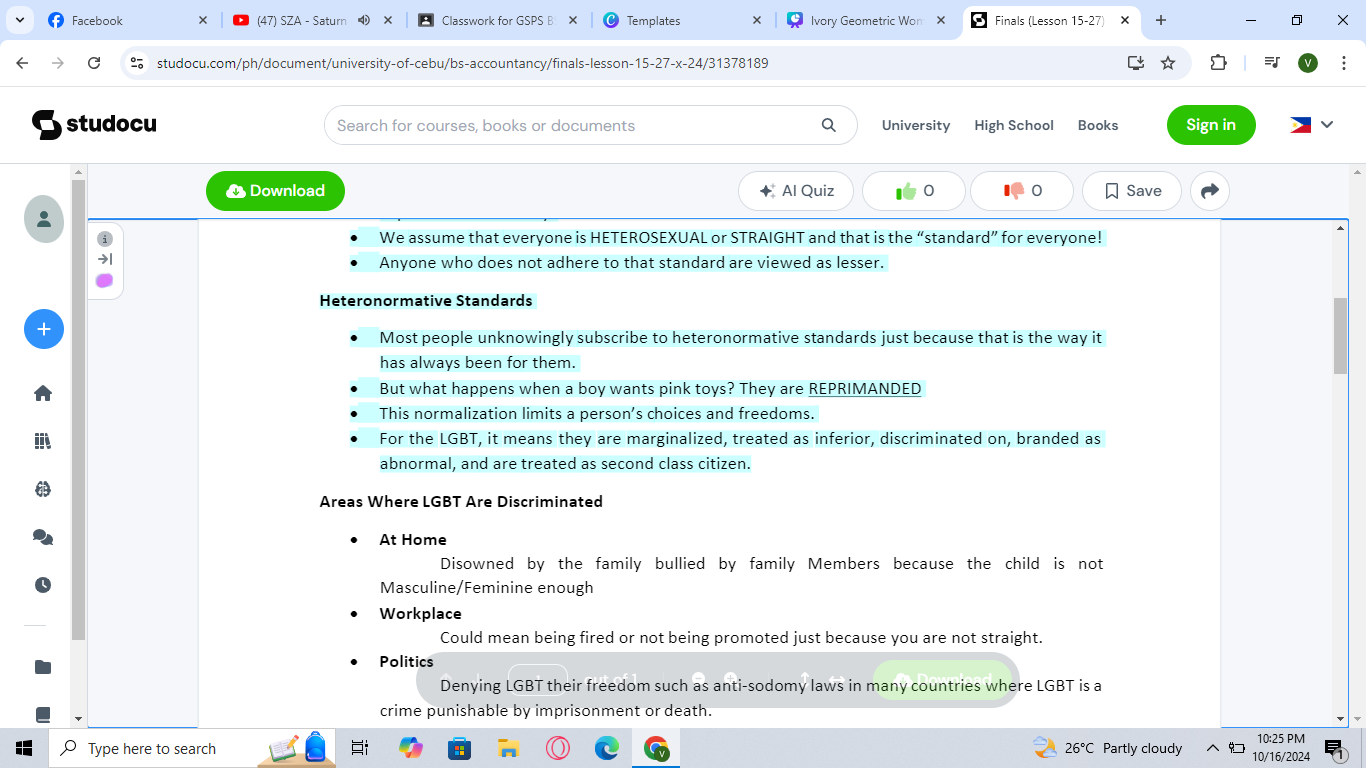 Facebook
(47) SZA - Saturn
Classwork for GSPS B
Templates
Ivory Geometric Won
Finals (Lesson 15-27)
studocu.com/ph/document/university-of-cebu/bs-accountancy/finals-lesson-15-27-x-24/31378189
V
studocu
Search for courses, books or documents
University
High School
Books
Sign in
Download
AI Quiz
0
0
Save
• We assume that everyone is HETEROSEXUAL or STRAIGHT and that is the “standard” for everyone!
• Anyone who does not adhere to that standard are viewed as lesser.
Heteronormative Standards
• Most people unknowingly subscribe to heteronormative standards just because that is the way it
has always been for them.
• But what happens when a boy wants pink toys? They are REPRIMANDED
• This normalization limits a person’s choices and freedoms.
• For the LGBT, it means they are marginalized, treated as inferior, discriminated on, branded as
abnormal, and are treated as second class citizen.
Areas Where LGBT Are Discriminated
• At Home
Disowned by the family bullied by family Members because the child is not
Masculine/Feminine enough
• Workplace
Could mean being fired or not being promoted just because you are not straight.
• Politics
out of 1
Download
Denying LGBT their freedom such as anti-sodomy laws in many countries where LGBT is a
crime punishable by imprisonment or death.
Type here to search
V
26°C Partly cloudy
10:25 PM
10/16/2024
1